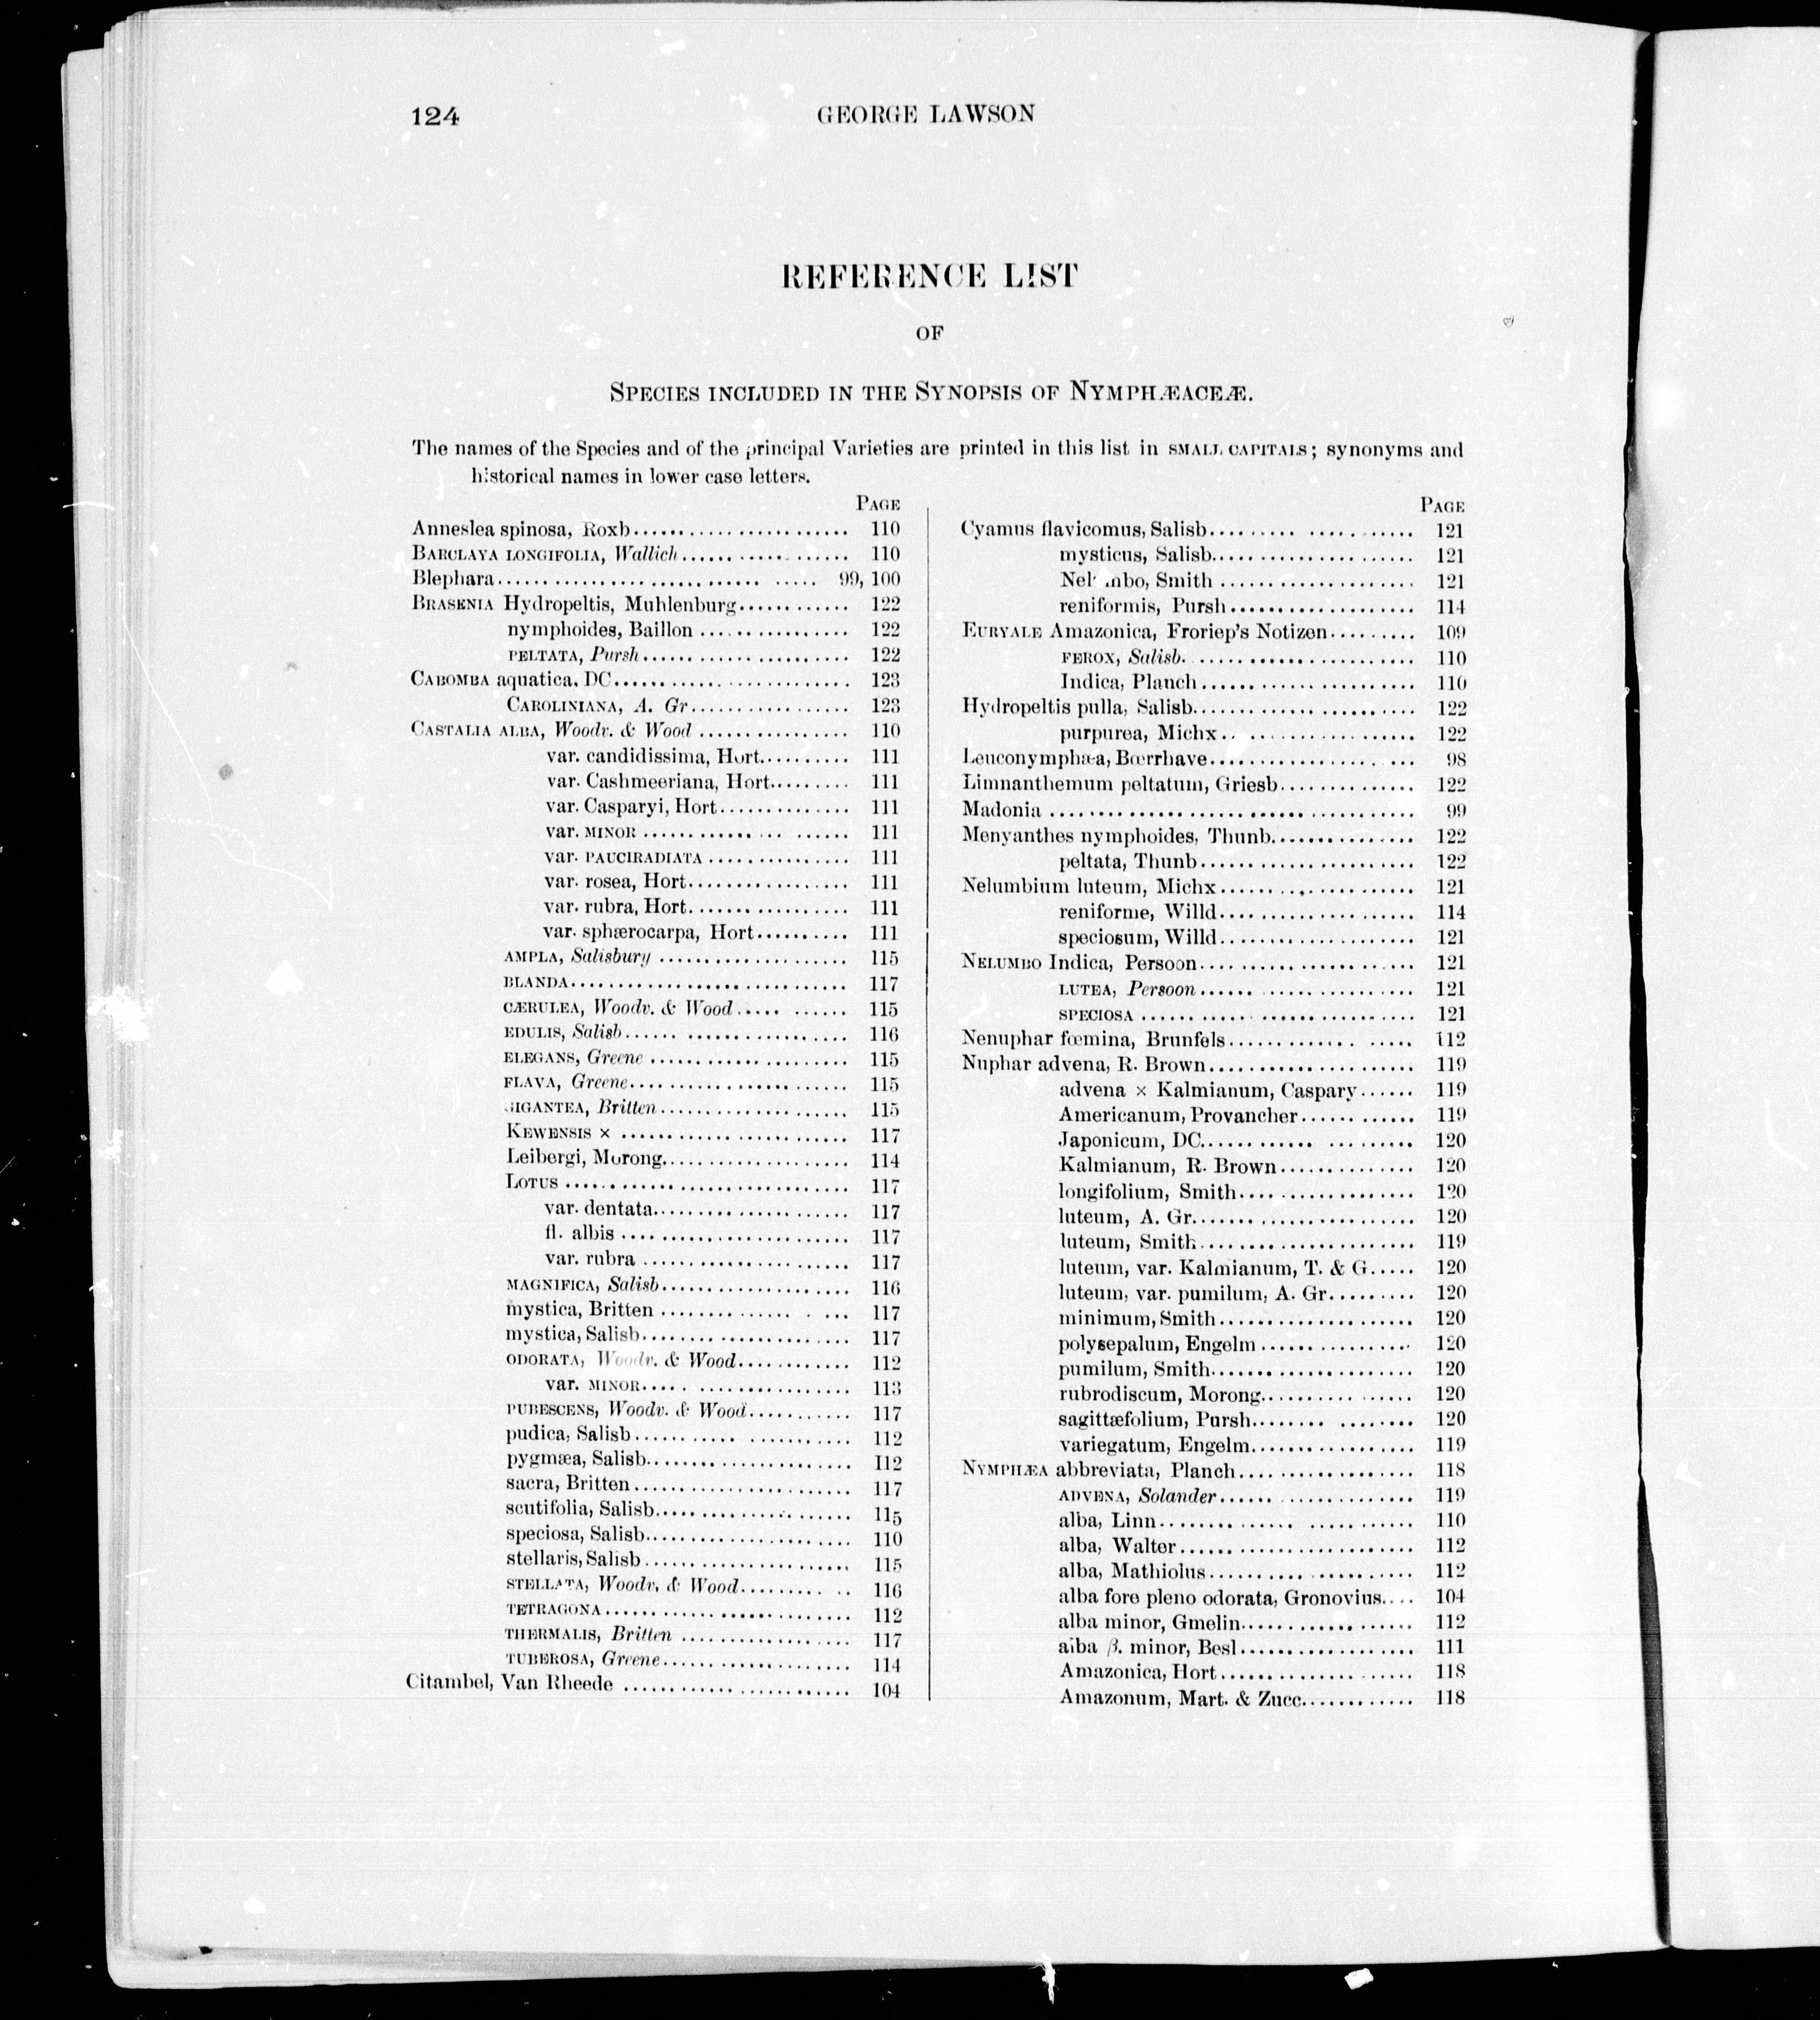 124 GEORGE LAWSON
REFERENCE LIST
OF
SPECIES INCLUDED IN THE SYNOPSIS OF NYMPHÆACEÆ.
The names of the Species and of the principal Varieties are printed in this list in SMALL CAPITALS; synonyms and
historical names in lower case letters.
PAGE
Anneslea spinosa, Roxb........................ 110
BARCLAYA LONGIFOLIA, Wallich.................. 110
Blephara.................................. 99, 100
BRASENIA Hydropeltis, Muhlenburg............ 122
nymphoides, Baillon ................ 122
PELTATA, Pursh....................... 122
CABOMBA aquatica, DC.......................... 123
CAROLINIANA, A. Gr.................. 123
CASTALIA ALBA, Woodv. & Wood ................ 110
var. candidissima, Hort.......... 111
var. Cashmeeriana, Hort......... 111
var. Casparyi, Hort.............. 111
var. MINOR ...................... 111
var. PAUCIRADIATA ............... 111
var. rosea, Hort................. 111
var. rubra, Hort................. 111
var. sphærocarpa, Hort.......... 111
AMPLA, Salisbury .................... 115
BLANDA.............................. 117
CÆRULEA, Woodv. & Wood........... 115
EDULIS, Salisb....................... 116
ELEGANS, Greene ..................... 115
FLAVA, Greene....................... 115
GIGANTEA, Britten.................... 115
KEWENSIS × ........................ 117
Leibergi, Morong.................... 114
LOTUS .............................. 117
var. dentata..................... 117
fl. albis ........................ 117
var. rubra ...................... 117
MAGNIFICA, Salisb.................... 116
mystica, Britten .................. 117
mystica, Salisb...................... 117
ODORATA, Woodv. & Wood............ 112
var. MINOR...................... 113
PUBESCENS, Woodv. & Wood........... 117
pudica, Salisb...................... 112
pygmæa, Salisb...................... 112
sacra, Britten....................... 117
scutifolia, Salisb..................... 115
speciosa, Salisb...................... 110
stellaris, Salisb...................... 115
STELLATA, Woodv. & Wood........... 116
TETRAGONA.......................... 112
THERMALIS, Britten .................. 117
TUBEROSA, Greene.................... 114
Citambel, Van Rheede ........................ 104
PAGE
Cyamus flavicomus, Salisb..................... 121
mysticus, Salisb..................... 121
Nelumbo, Smith ..................... 121
reniformis, Pursh.................... 114
EURYALE Amazonica, Froriep's Notizen......... 109
FEROX, Salisb........................ 110
Indica, Planch....................... 110
Hydropeltis pulla, Salisb....................... 122
purpurea, Michx.................... 122
Leuconymphæa, Bœrrhave..................... 98
Limnanthemum peltatum, Griesb.............. 122
Madonia ..................................... 99
Menyanthes nymphoides, Thunb............... 122
peltata, Thunb....................... 122
Nelumbium luteum, Michx.................... 121
reniforme, Willd..................... 114
speciosum, Willd.................... 121
NELUMBO Indica, Persoon...................... 121
LUTEA, Persoon...................... 121
SPECIOSA ........................... 121
Nenuphar fœmina, Brunfels................... 112
Nuphar advena, R. Brown..................... 119
advena × Kalmianum, Caspary...... 119
Americanum, Provancher............ 119
Japonicum, DC...................... 120
Kalmianum, R. Brown.............. 120
longifolium, Smith.................. 120
luteum, A. Gr....................... 120
luteum, Smith...................... 119
luteum, var. Kalmianum, T. & G..... 120
luteum, var. pumilum, A. Gr......... 120
minimum, Smith.................... 120
polysepalum, Engelm ................ 120
pumilum, Smith..................... 120
rubrodiscum, Morong................ 120
sagittæfolium, Pursh................. 120
variegatum, Engelm................. 119
NYMPHÆA abbreviata, Planch.................. 118
ADVENA, Solander.................... 119
alba, Linn........................... 110
alba, Walter......................... 112
alba, Mathiolus...................... 112
alba fore pleno odorata, Gronovius.... 104
alba minor, Gmelin.................. 112
alba β. minor, Besl................... 111
Amazonica, Hort..................... 118
Amazonum, Mart. & Zucc............ 118